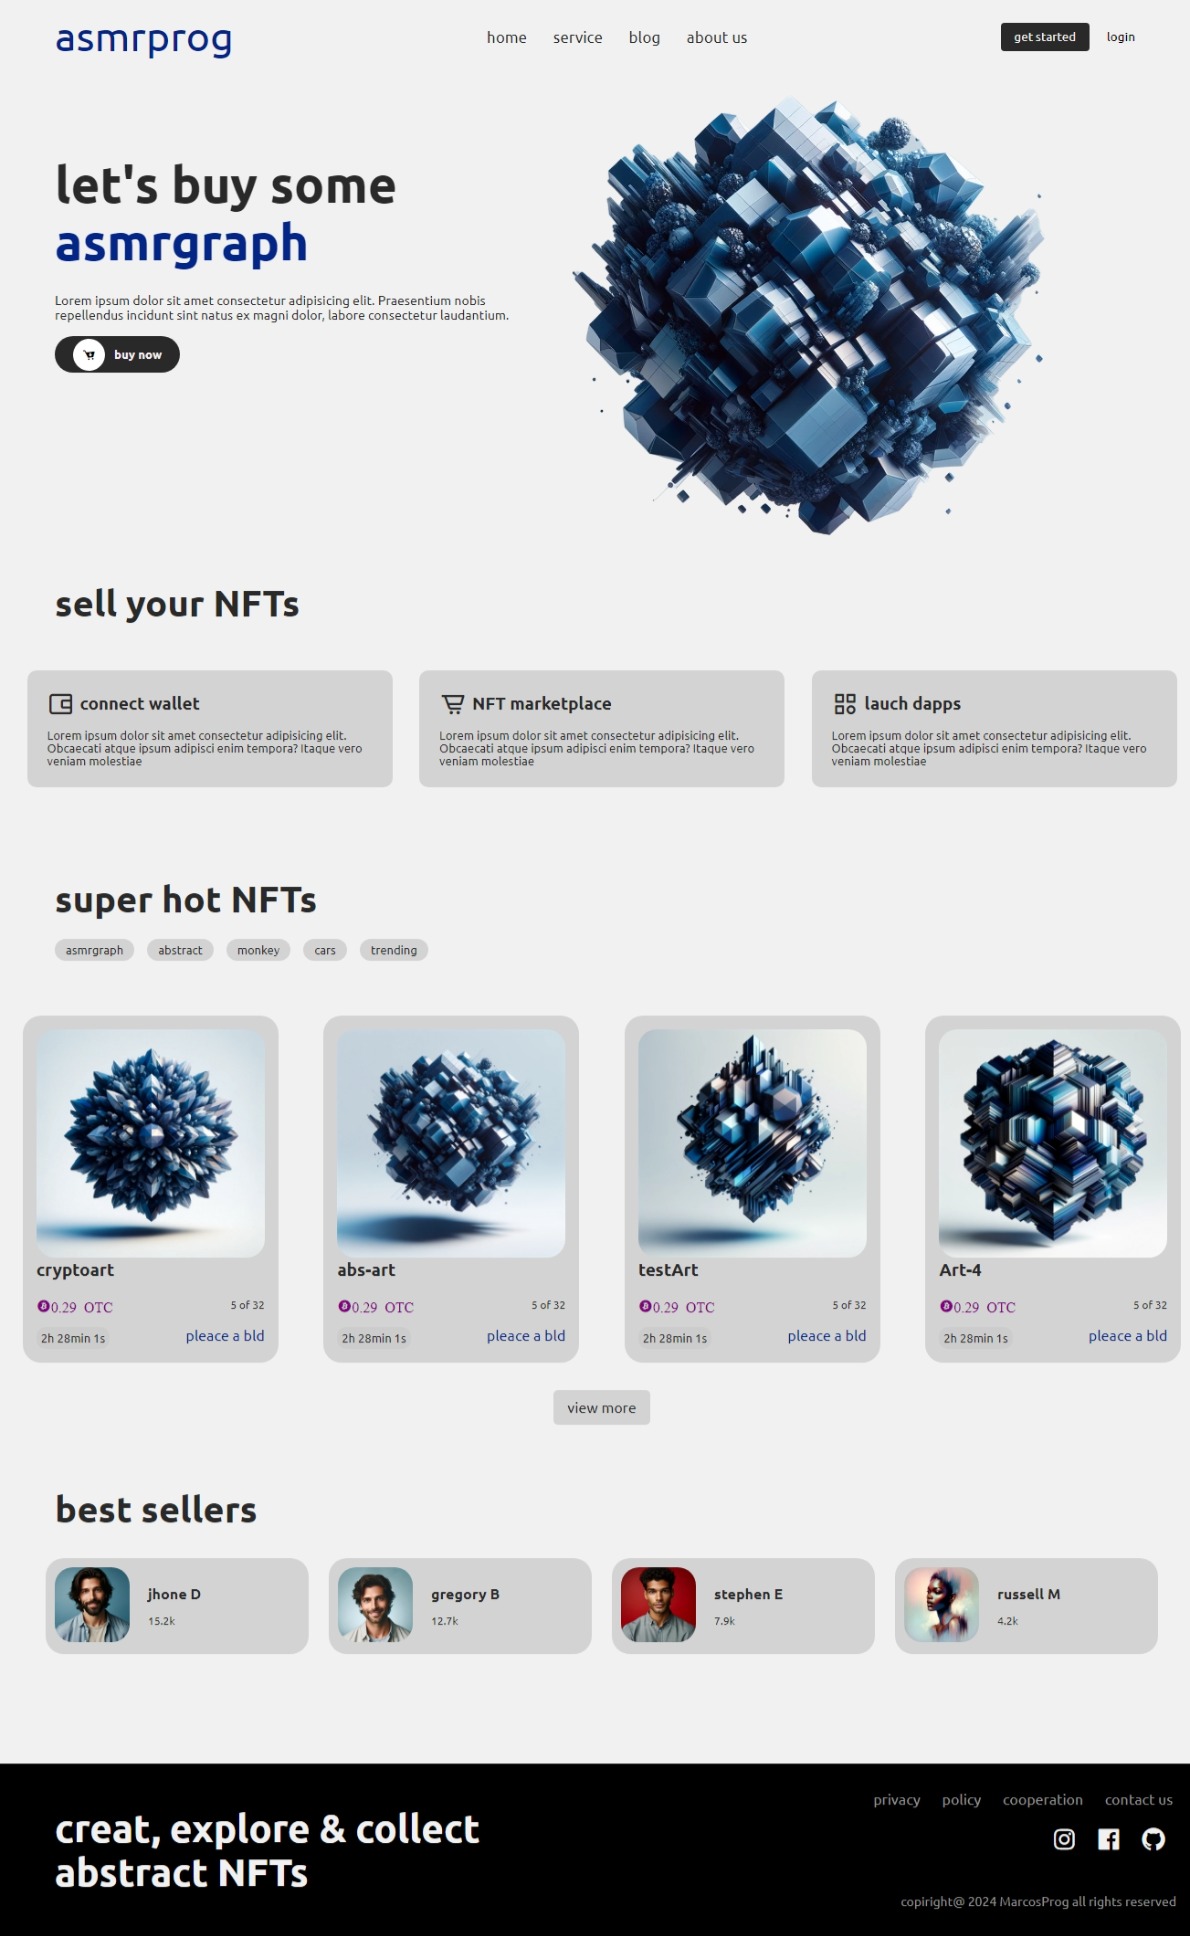 asmrprog
home service blog about us
get started login
let's buy some
asmrgraph
Lorem ipsum dolor sit amet consectetur adipisicing elit. Praesentium nobis
repellendus incidunt sint natus ex magni dolor, labore consectetur laudantium.
buy now
sell your NFTs
connect wallet
Lorem ipsum dolor sit amet consectetur adipisicing elit.
Obcaecati atque ipsum adipisci enim tempora? Itaque vero
veniam molestiae
NFT marketplace
Lorem ipsum dolor sit amet consectetur adipisicing elit.
Obcaecati atque ipsum adipisci enim tempora? Itaque vero
veniam molestiae
lauch dapps
Lorem ipsum dolor sit amet consectetur adipisicing elit.
Obcaecati atque ipsum adipisci enim tempora? Itaque vero
veniam molestiae
super hot NFTs
asmrgraph abstract monkey cars trending
cryptoart
0.29 OTC 5 of 32
2h 28min 1s pleace a bld
abs-art
0.29 OTC 5 of 32
2h 28min 1s pleace a bld
testArt
0.29 OTC 5 of 32
2h 28min 1s pleace a bld
Art-4
0.29 OTC 5 of 32
2h 28min 1s pleace a bld
view more
best sellers
jhone D
15.2k
gregory B
12.7k
stephen E
7.9k
russell M
4.2k
creat, explore & collect
abstract NFTs
privacy policy cooperation contact us
copiright@ 2024 MarcosProg all rights reserved